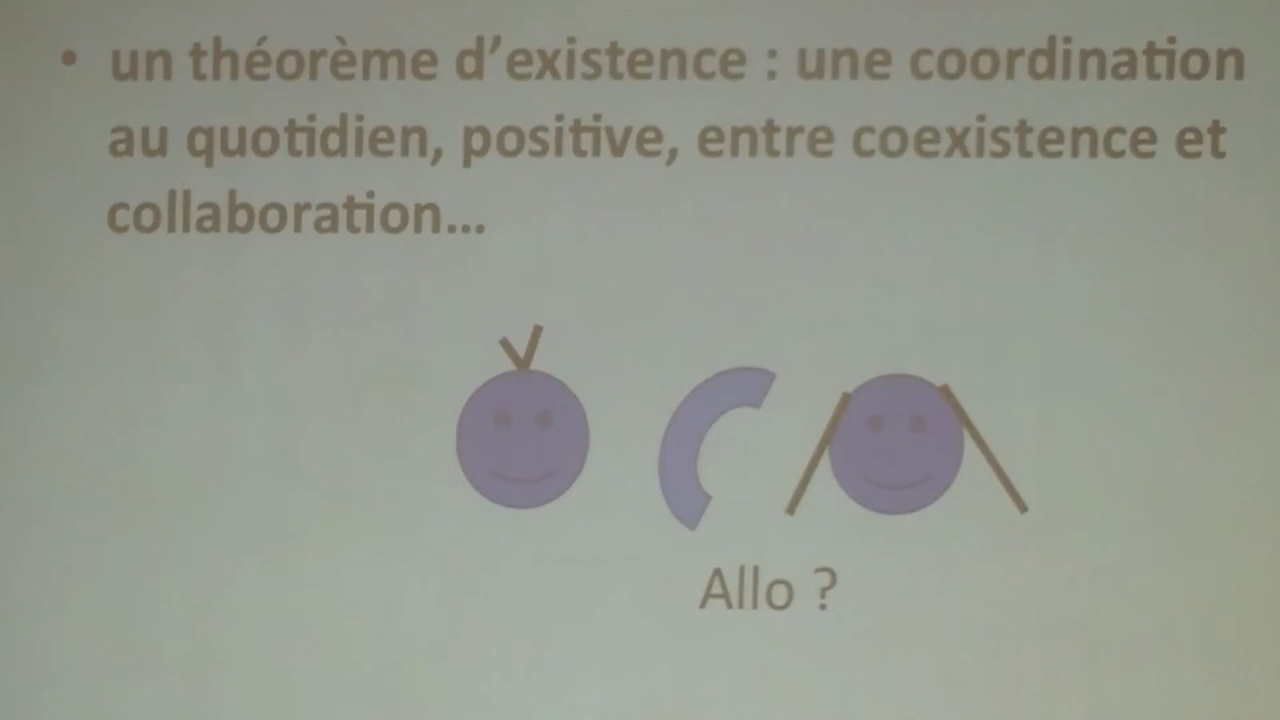 • un théorème d’existence : une coordination
au quotidien, positive, entre coexistence et
collaboration…
Allo ?